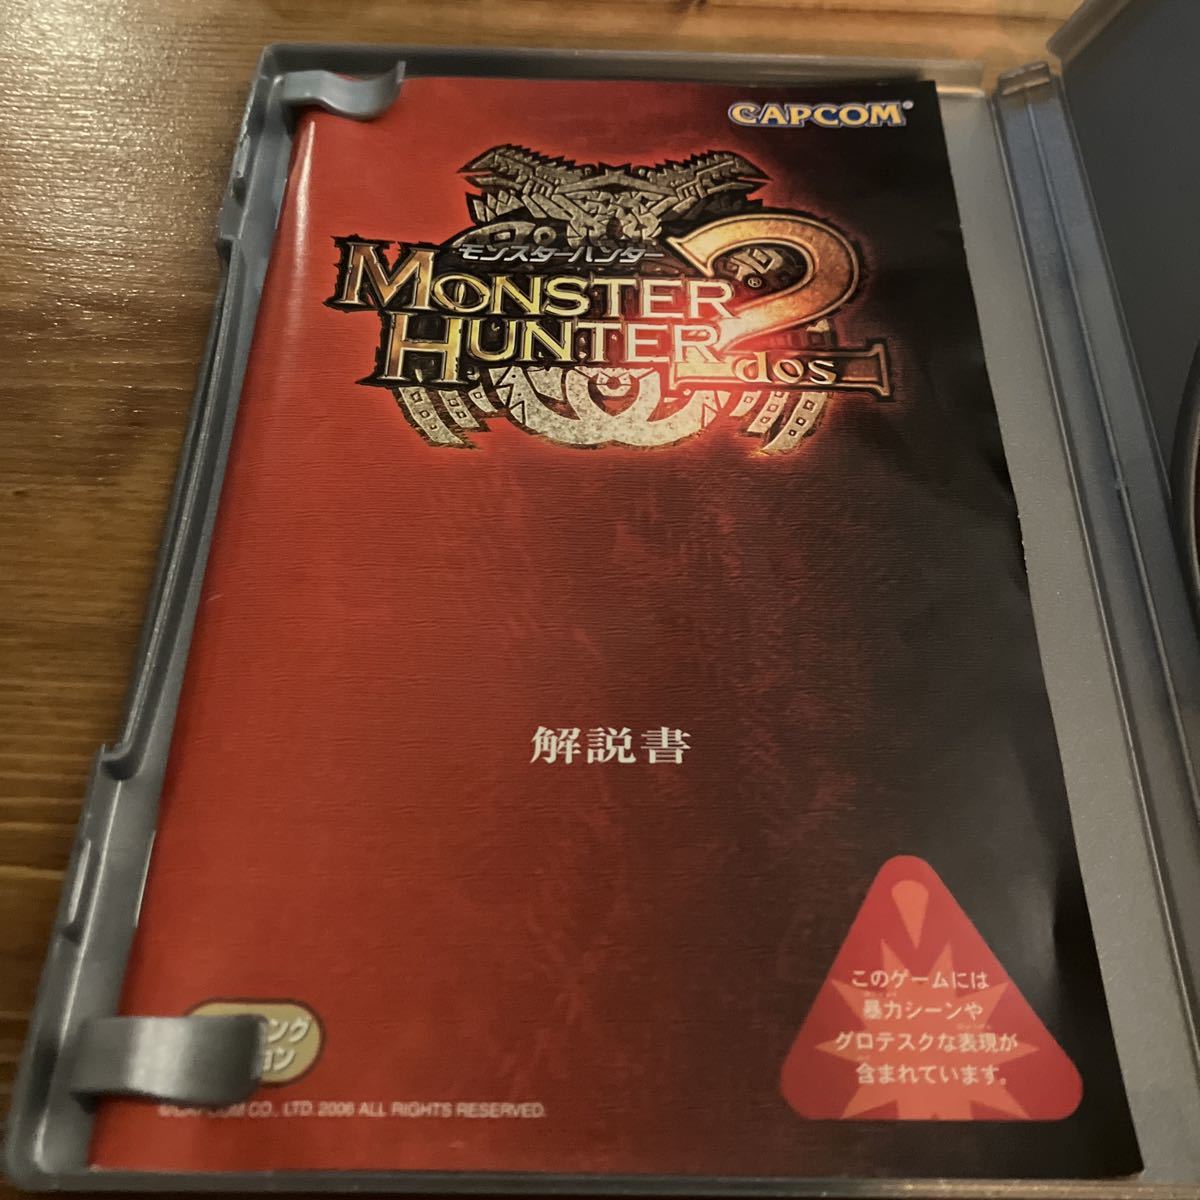 CAPCOM®
モンスターハンター
MONSTER® 2
HUNTER dos
解説書
このゲームには
暴力シーンや
グロテスクな表現が
含まれています。
CO., LTD. 2006 ALL RIGHTS RESERVED.